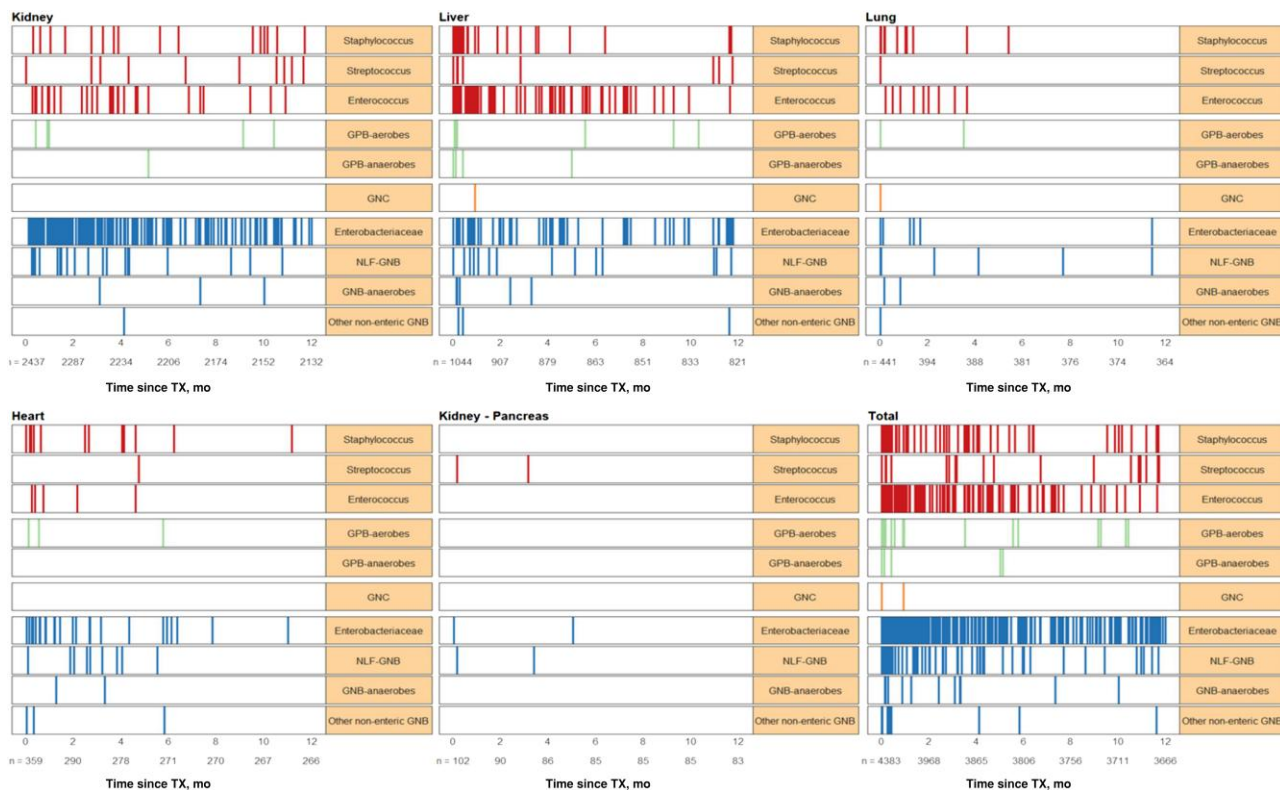 Kidney
Staphylococcus
Streptococcus
Enterococcus
GPB-aerobes
GPB-anaerobes
GNC
Enterobacteriaceae
NLF-GNB
GNB-anaerobes
Other non-enteric GNB
0 2 4 6 8 10 12
n = 2437 2287 2234 2206 2174 2152 2132
Time since TX, mo
Liver
Staphylococcus
Streptococcus
Enterococcus
GPB-aerobes
GPB-anaerobes
GNC
Enterobacteriaceae
NLF-GNB
GNB-anaerobes
Other non-enteric GNB
0 2 4 6 8 10 12
n = 1044 907 879 863 851 833 821
Time since TX, mo
Lung
Staphylococcus
Streptococcus
Enterococcus
GPB-aerobes
GPB-anaerobes
GNC
Enterobacteriaceae
NLF-GNB
GNB-anaerobes
Other non-enteric GNB
0 2 4 6 8 10 12
n = 441 394 388 381 376 374 364
Time since TX, mo
Heart
Staphylococcus
Streptococcus
Enterococcus
GPB-aerobes
GPB-anaerobes
GNC
Enterobacteriaceae
NLF-GNB
GNB-anaerobes
Other non-enteric GNB
0 2 4 6 8 10 12
n = 359 290 278 271 270 267 266
Time since TX, mo
Kidney - Pancreas
Staphylococcus
Streptococcus
Enterococcus
GPB-aerobes
GPB-anaerobes
GNC
Enterobacteriaceae
NLF-GNB
GNB-anaerobes
Other non-enteric GNB
0 2 4 6 8 10 12
n = 102 90 86 85 85 85 83
Time since TX, mo
Total
Staphylococcus
Streptococcus
Enterococcus
GPB-aerobes
GPB-anaerobes
GNC
Enterobacteriaceae
NLF-GNB
GNB-anaerobes
Other non-enteric GNB
0 2 4 6 8 10 12
n = 4383 3968 3865 3806 3756 3711 3666
Time since TX, mo